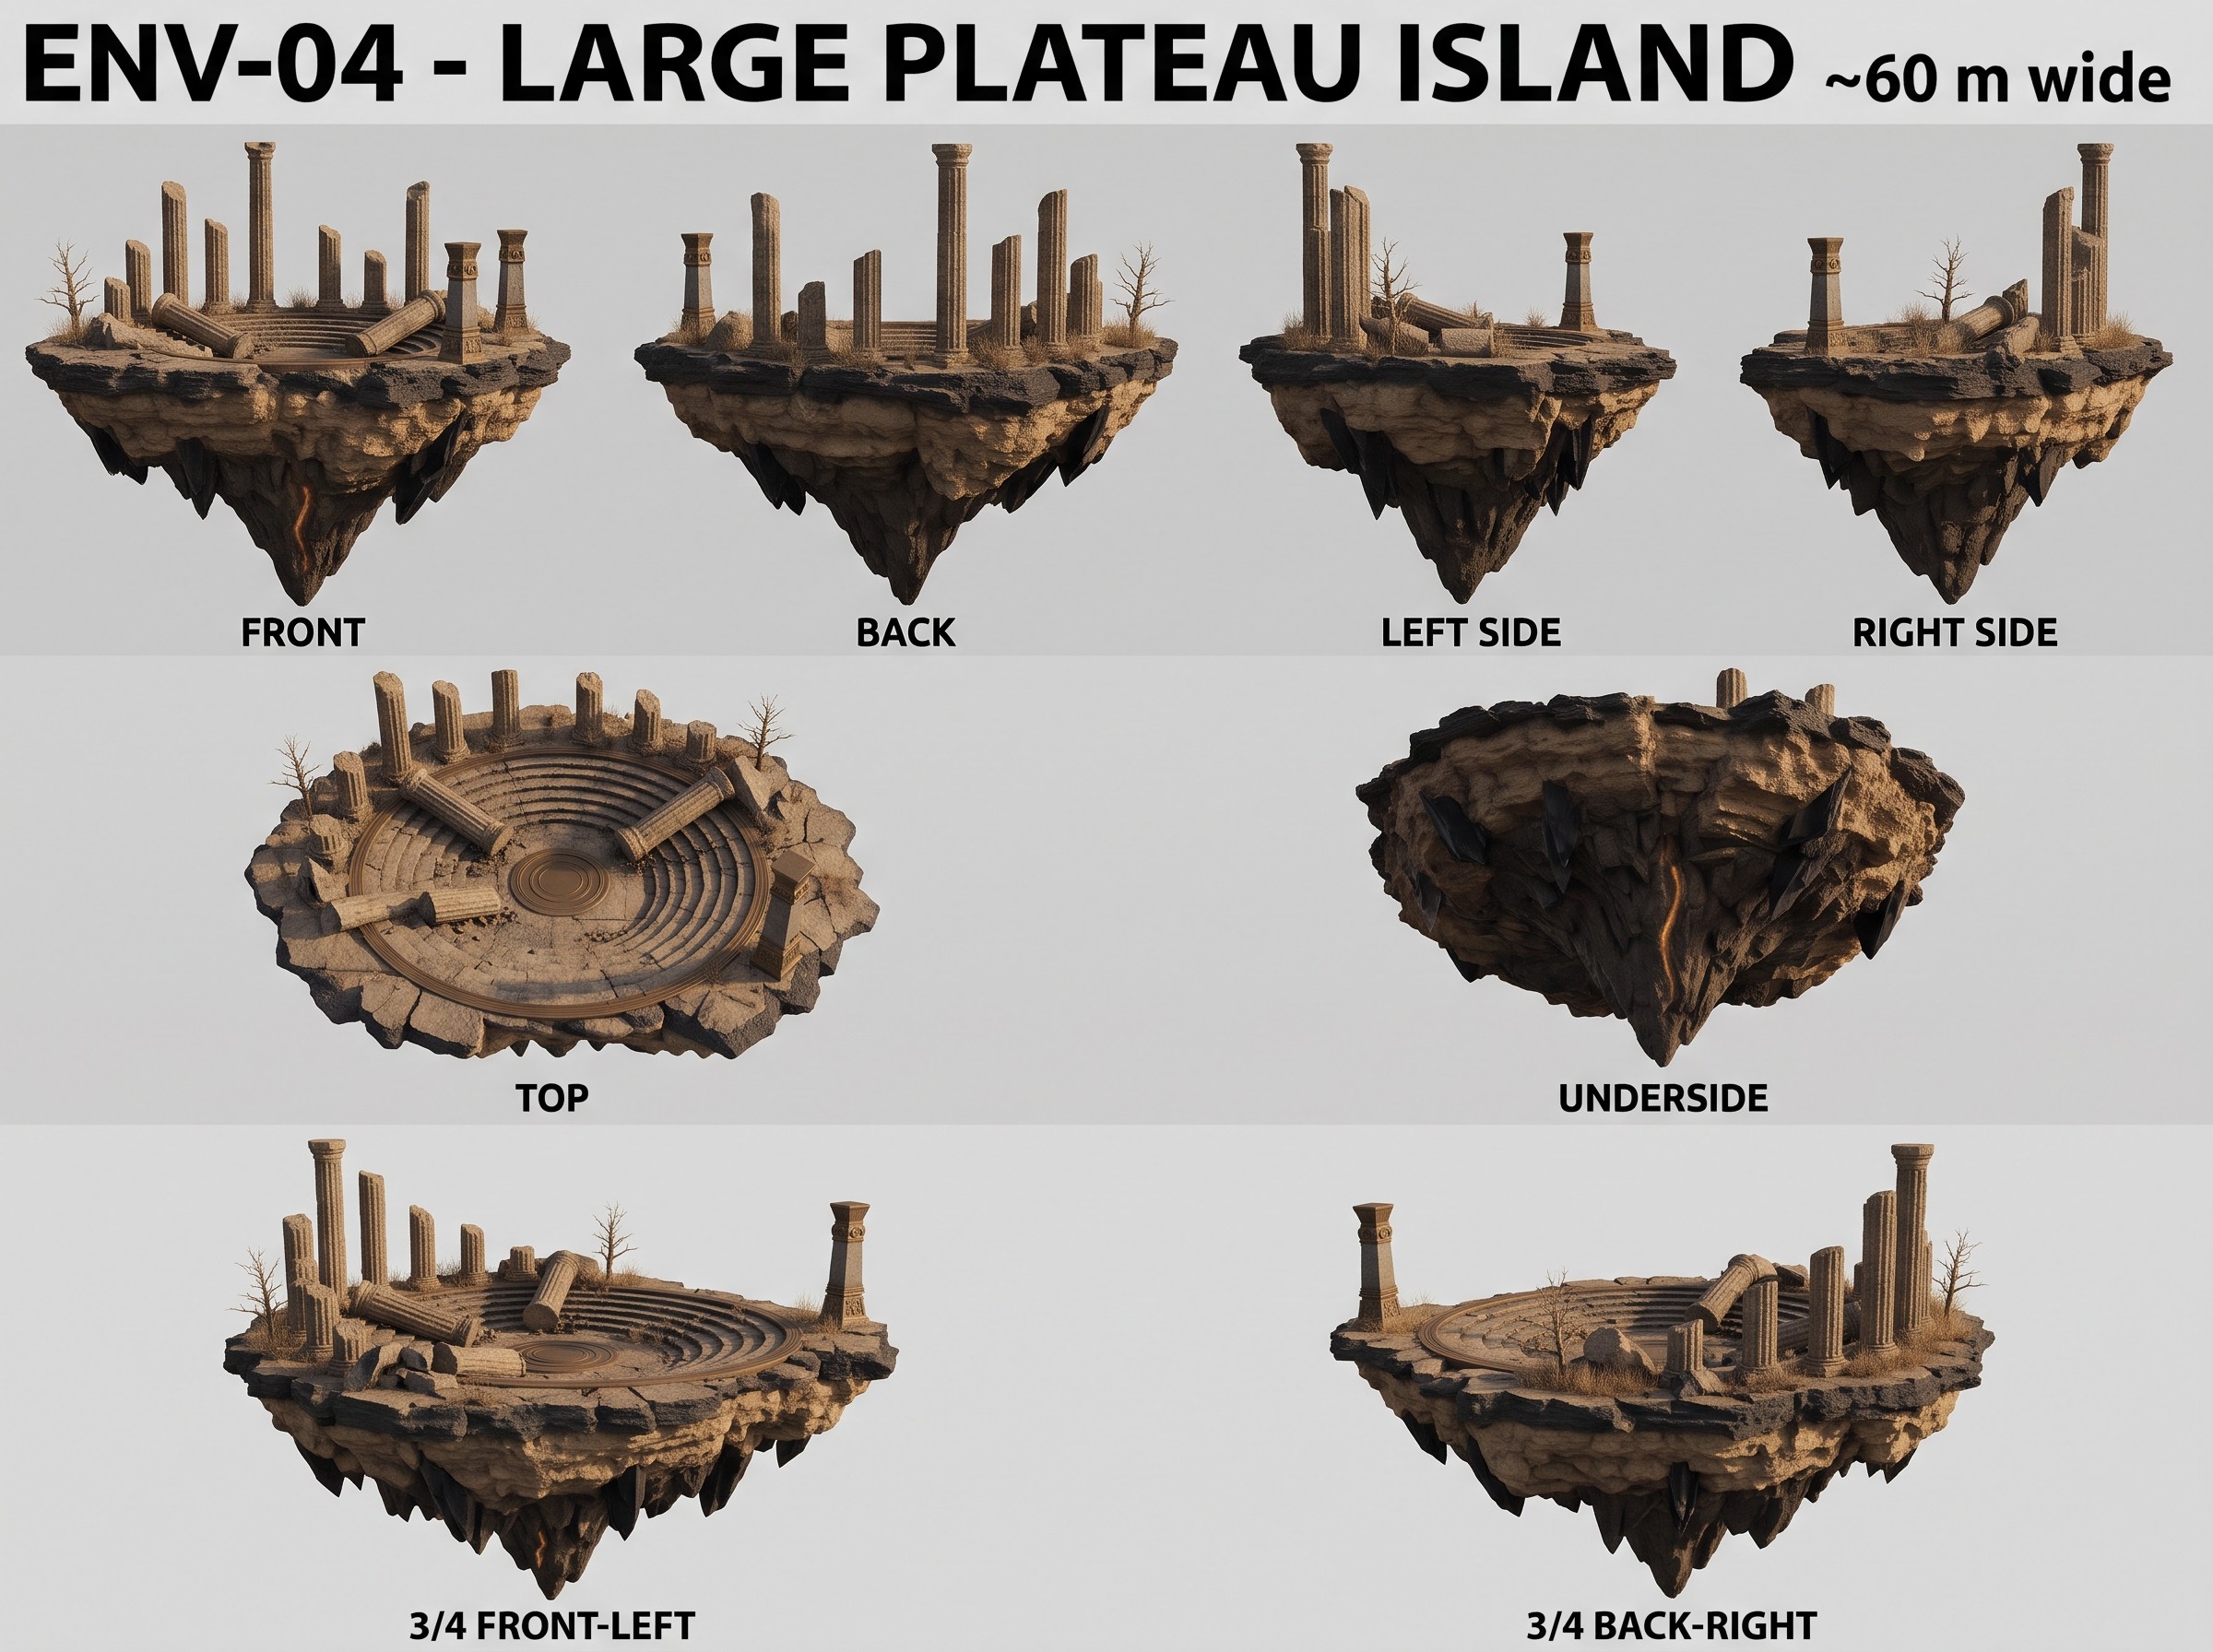 ENV-04 - LARGE PLATEAU ISLAND ~60 m wide
FRONT
BACK
LEFT SIDE
RIGHT SIDE
TOP
UNDERSIDE
3/4 FRONT-LEFT
3/4 BACK-RIGHT